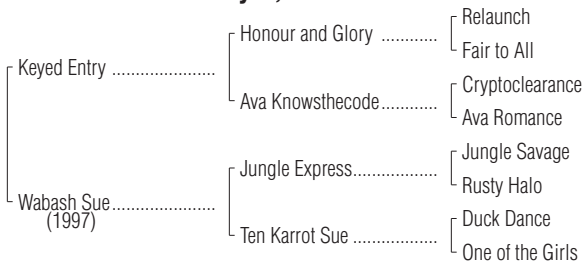 Relaunch
Honour and Glory ............
Fair to All
Keyed Entry ......................
Cryptoclearance
Ava Knowsthecode............
Ava Romance
Jungle Savage
Jungle Express..................
Rusty Halo
Wabash Sue......................
(1997)
Duck Dance
Ten Karrot Sue ..................
One of the Girls